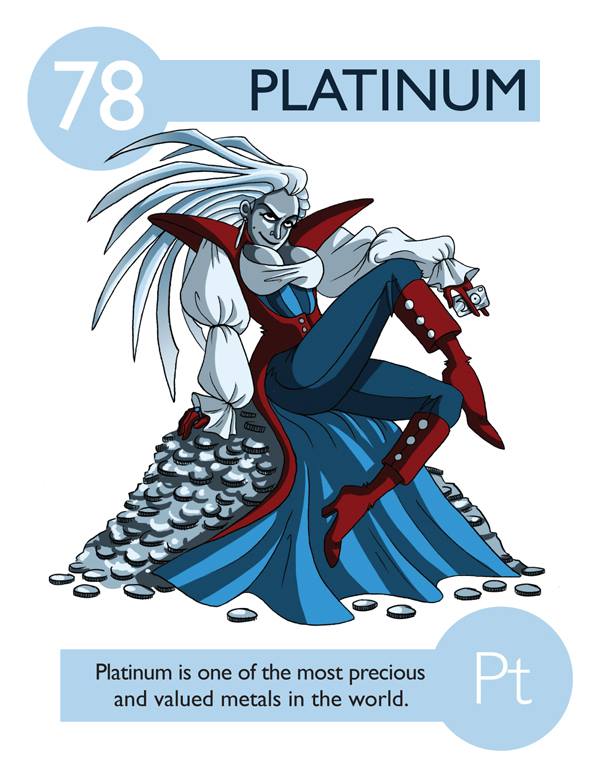 78
PLATINUM
Platinum is one of the most precious
and valued metals in the world.
Pt